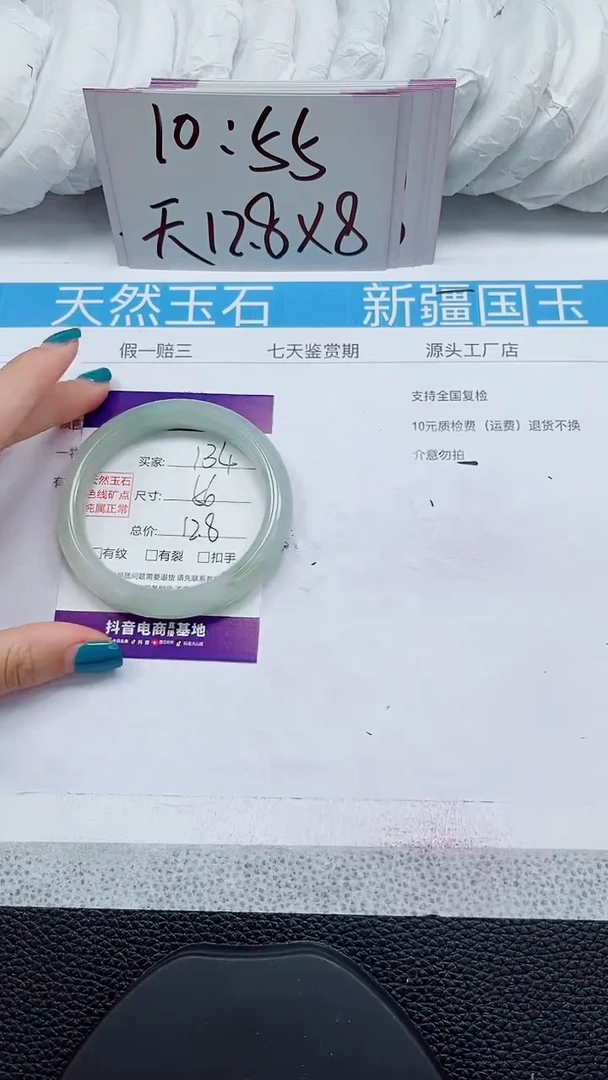 10:55
天12.8×8
天然玉石 新疆国玉
假一赔三 七天鉴赏期 源头工厂店
支持全国复检
10元质检费（运费）退货不换
介意勿拍
买家: 134
天然玉石
色线矿点
纯属正常
尺寸: 66
总价: 12.8
□有纹 □有裂 □扣手
抖音电商直播基地